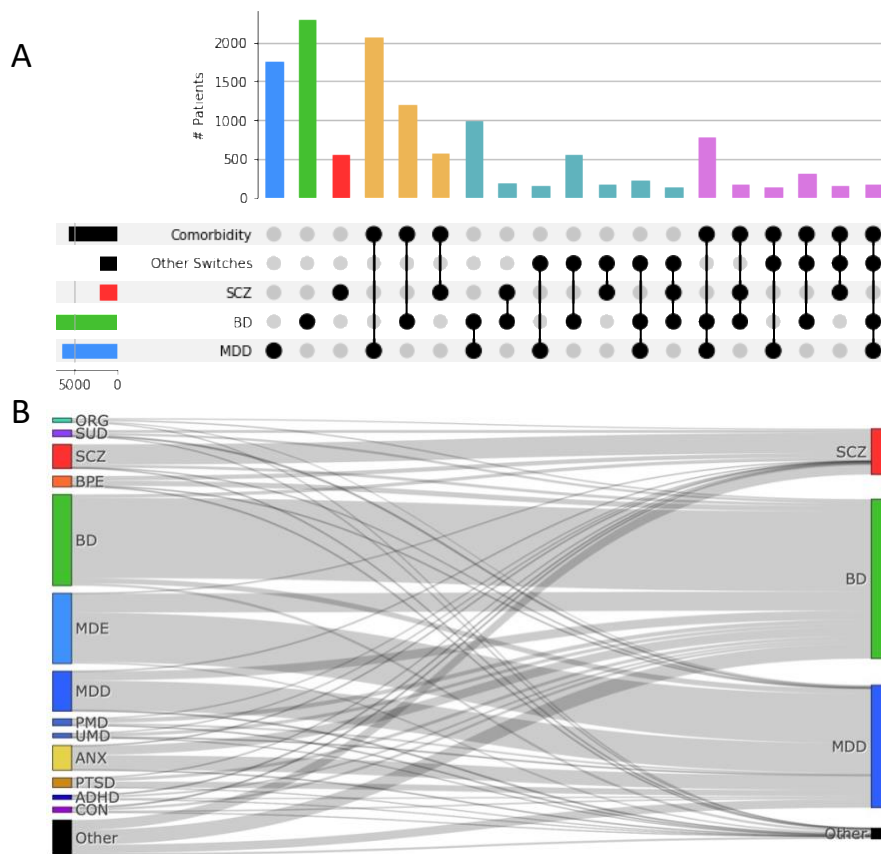 A
# Patients
2000
1500
1000
500
0
Comorbidity
Other Switches
SCZ
BD
MDD
5000 0
B
ORG
SUD
SCZ
BPE
BD
MDE
MDD
PMD
UMD
ANX
PTSD
ADHD
CON
Other
SCZ
BD
MDD
Other